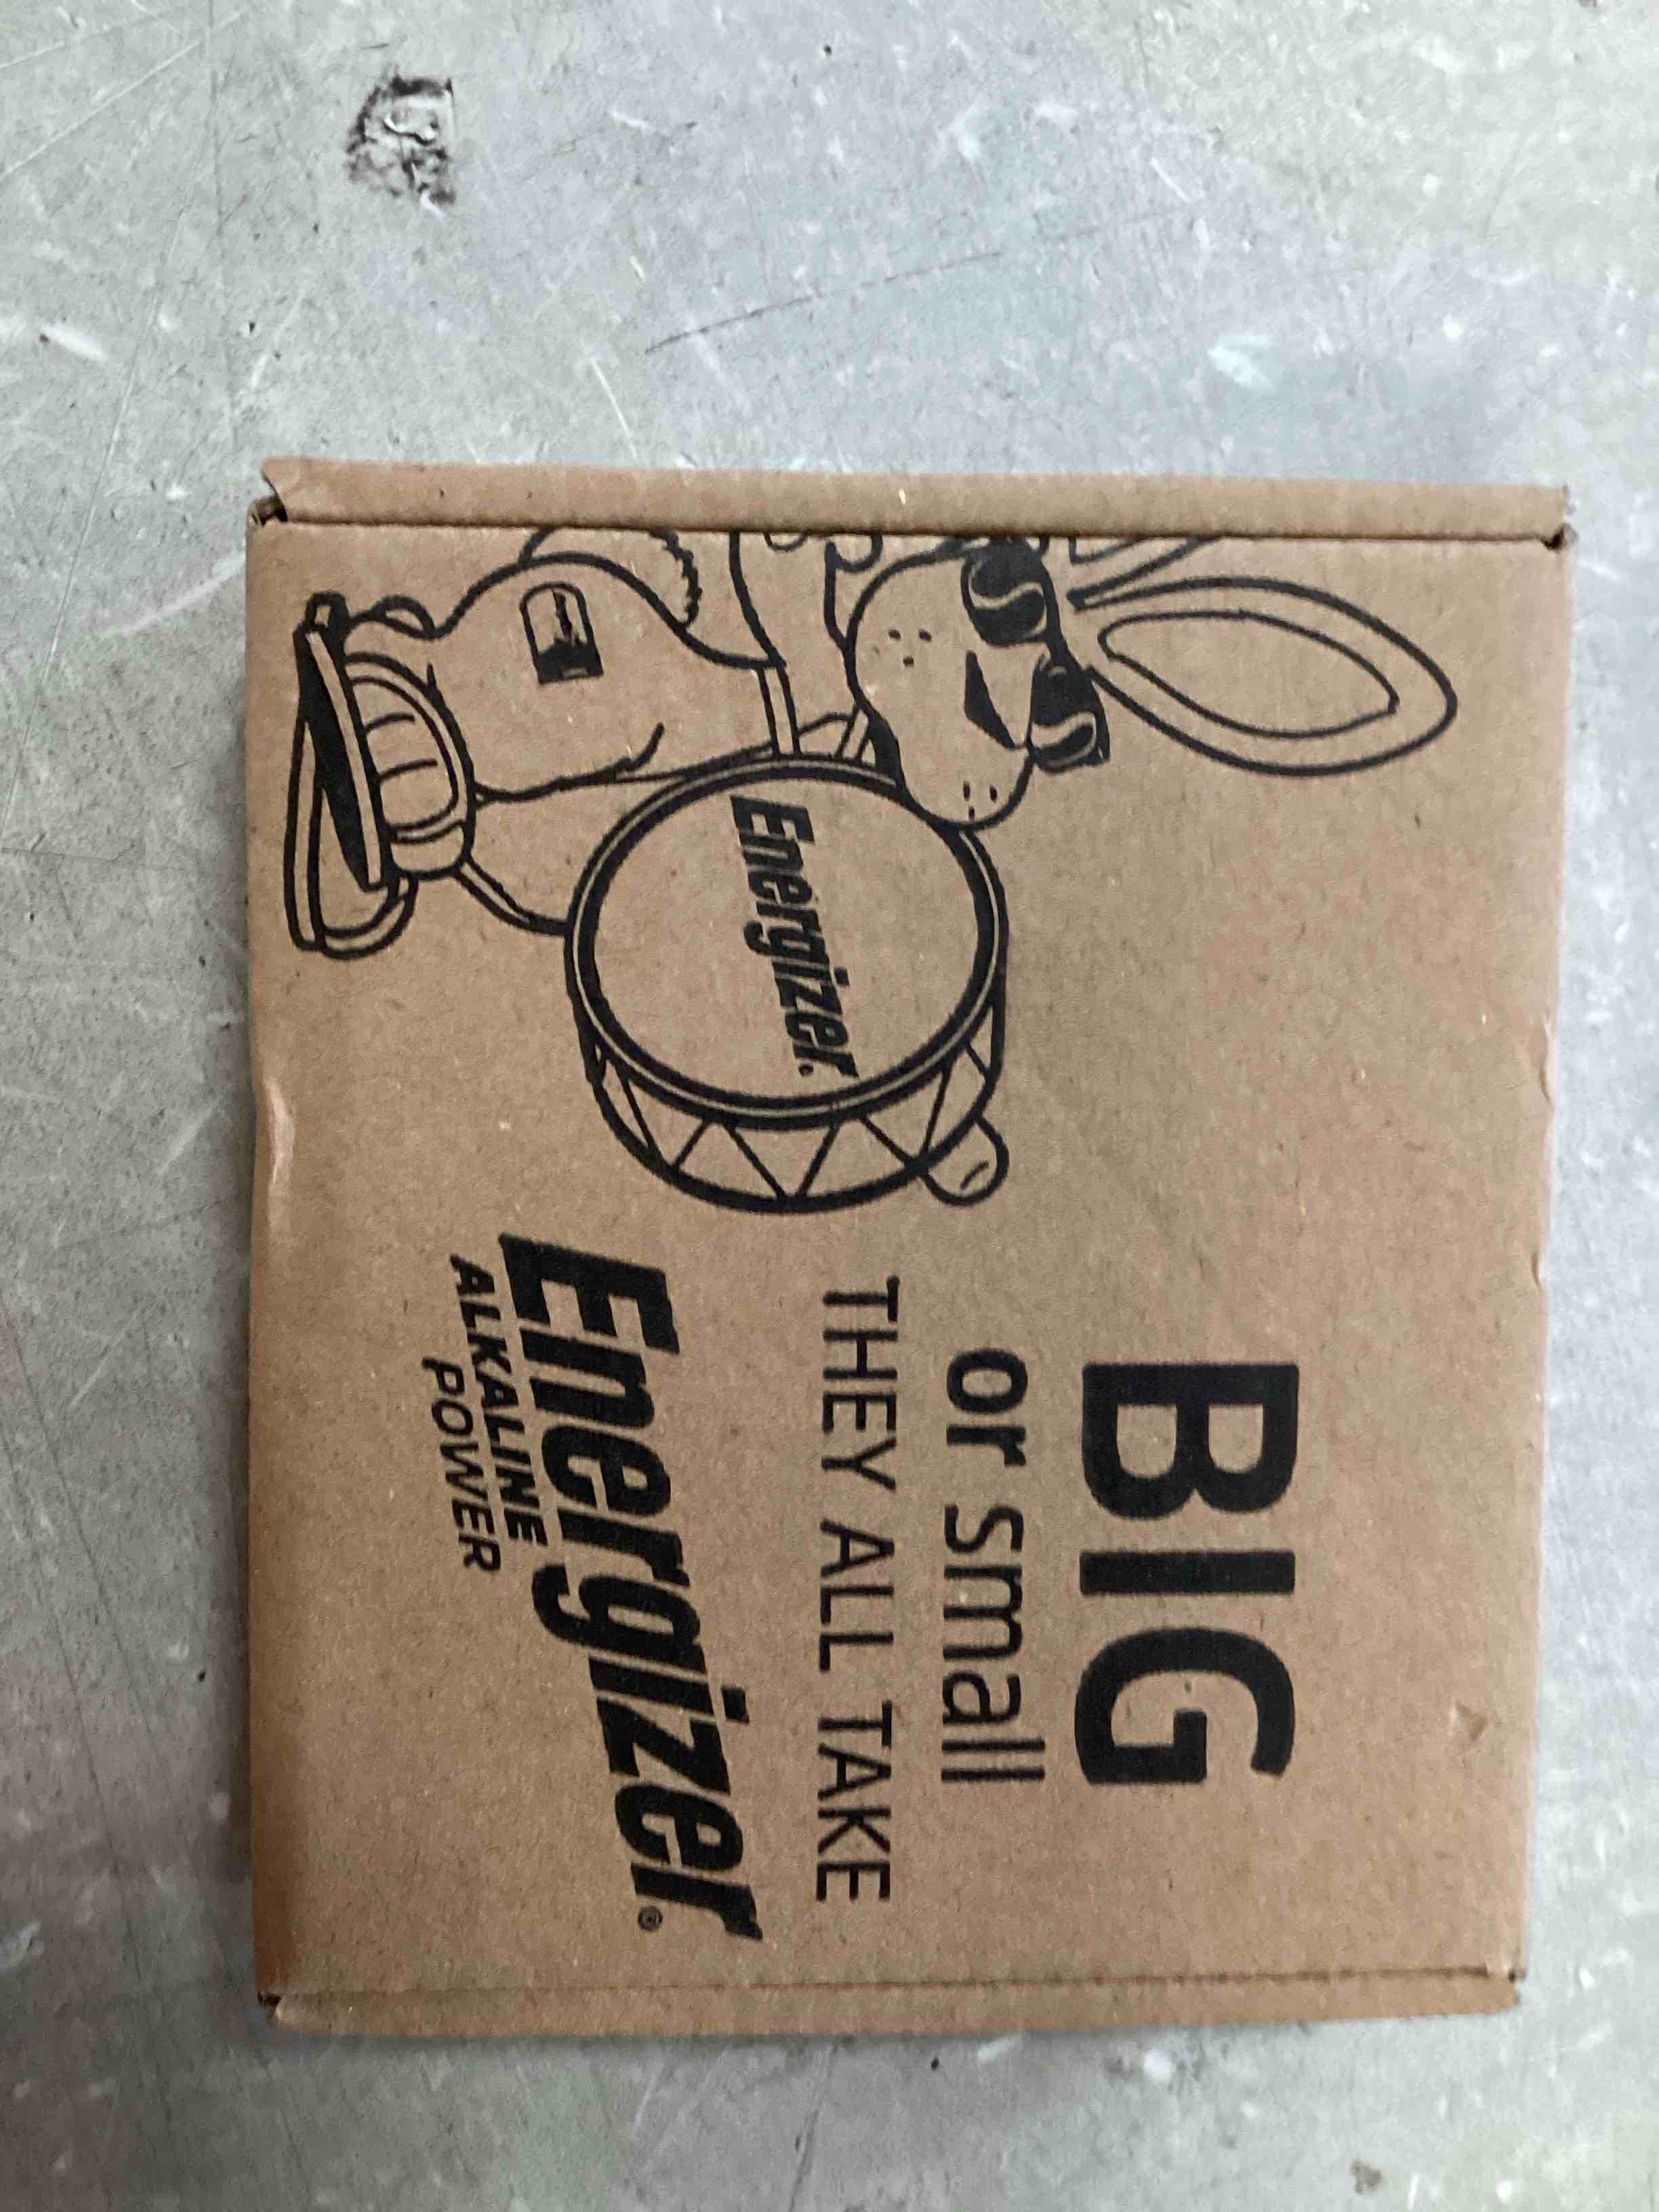 BIG
or small
THEY ALL TAKE
Energizer®
ALKALINE
POWER
Energizer.